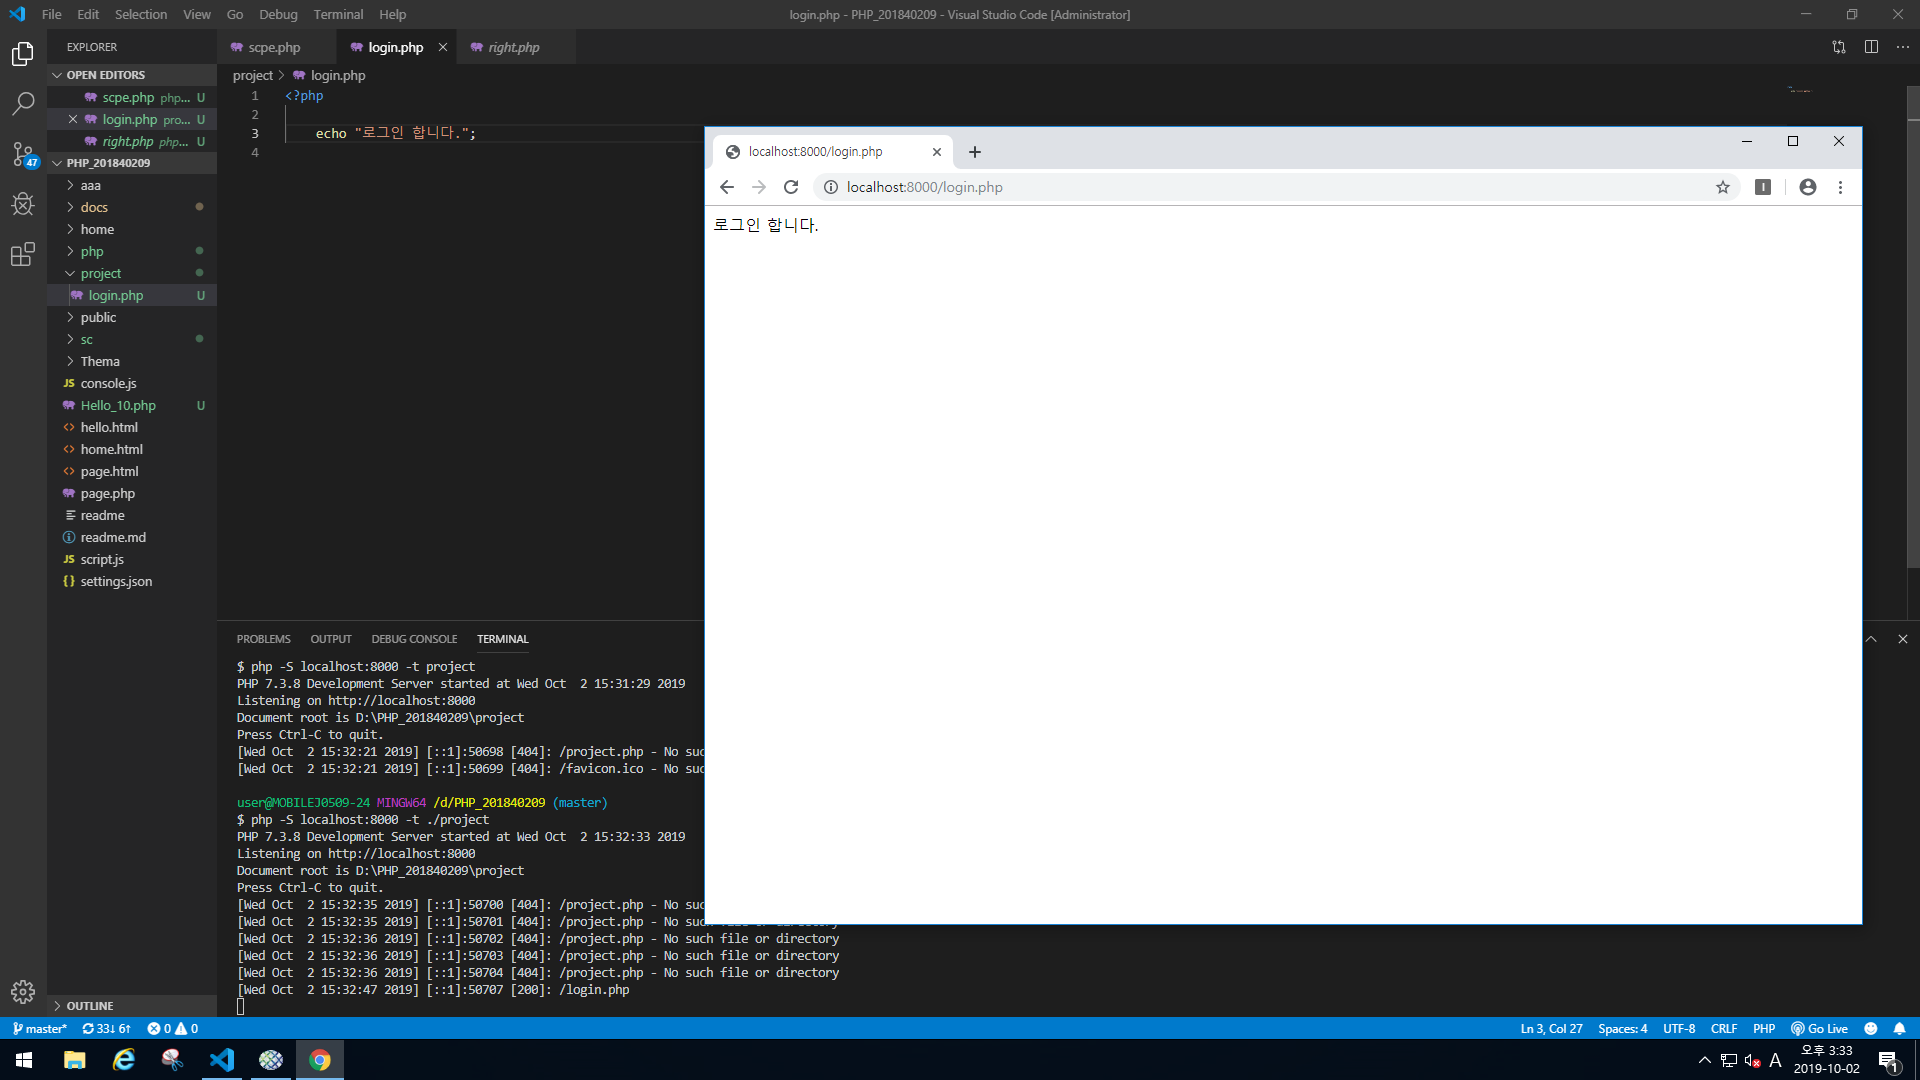 File Edit Selection View Go Debug Terminal Help
login.php - PHP_201840209 - Visual Studio Code [Administrator]
EXPLORER
OPEN EDITORS
scpe.php php... U
login.php pro... U
right.php php... U
PHP_201840209
aaa
docs
home
php
project
login.php U
public
sc
Thema
JS console.js
Hello_10.php U
<> hello.html
<> home.html
<> page.html
page.php
readme
readme.md
JS script.js
{} settings.json
OUTLINE
47
scpe.php
login.php
right.php
project > login.php
1 <?php
2
3 echo "로그인 합니다.";
4
localhost:8000/login.php
localhost:8000/login.php
로그인 합니다.
PROBLEMS OUTPUT DEBUG CONSOLE TERMINAL
$ php -S localhost:8000 -t project
PHP 7.3.8 Development Server started at Wed Oct  2 15:31:29 2019
Listening on http://localhost:8000
Document root is D:\PHP_201840209\project
Press Ctrl-C to quit.
[Wed Oct  2 15:32:21 2019] [::1]:50698 [404]: /project.php - No suc
[Wed Oct  2 15:32:21 2019] [::1]:50699 [404]: /favicon.ico - No suc
user@MOBILEJ0509-24 MINGW64 /d/PHP_201840209 (master)
$ php -S localhost:8000 -t ./project
PHP 7.3.8 Development Server started at Wed Oct  2 15:32:33 2019
Listening on http://localhost:8000
Document root is D:\PHP_201840209\project
Press Ctrl-C to quit.
[Wed Oct  2 15:32:35 2019] [::1]:50700 [404]: /project.php - No suc
[Wed Oct  2 15:32:35 2019] [::1]:50701 [404]: /project.php - No such file or directory
[Wed Oct  2 15:32:36 2019] [::1]:50702 [404]: /project.php - No such file or directory
[Wed Oct  2 15:32:36 2019] [::1]:50703 [404]: /project.php - No such file or directory
[Wed Oct  2 15:32:36 2019] [::1]:50704 [404]: /project.php - No such file or directory
[Wed Oct  2 15:32:47 2019] [::1]:50707 [200]: /login.php
master* 33↓ 6↑ 0 0
Ln 3, Col 27 Spaces: 4 UTF-8 CRLF PHP Go Live
A
오후 3:33
2019-10-02
1